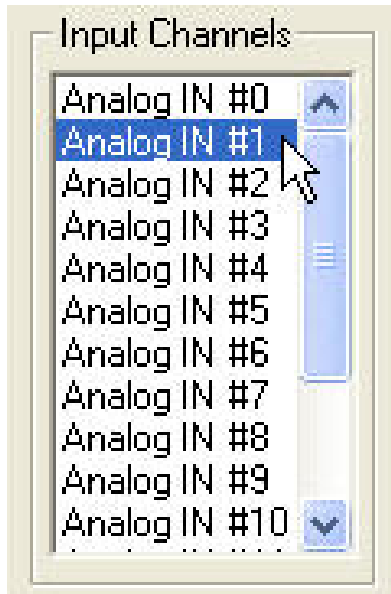 Input Channels
Analog IN #0
Analog IN #1
Analog IN #2
Analog IN #3
Analog IN #4
Analog IN #5
Analog IN #6
Analog IN #7
Analog IN #8
Analog IN #9
Analog IN #10